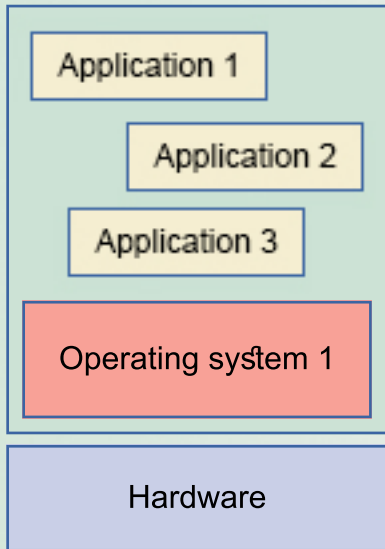 Application 1
Application 2
Application 3
Operating system 1
Hardware